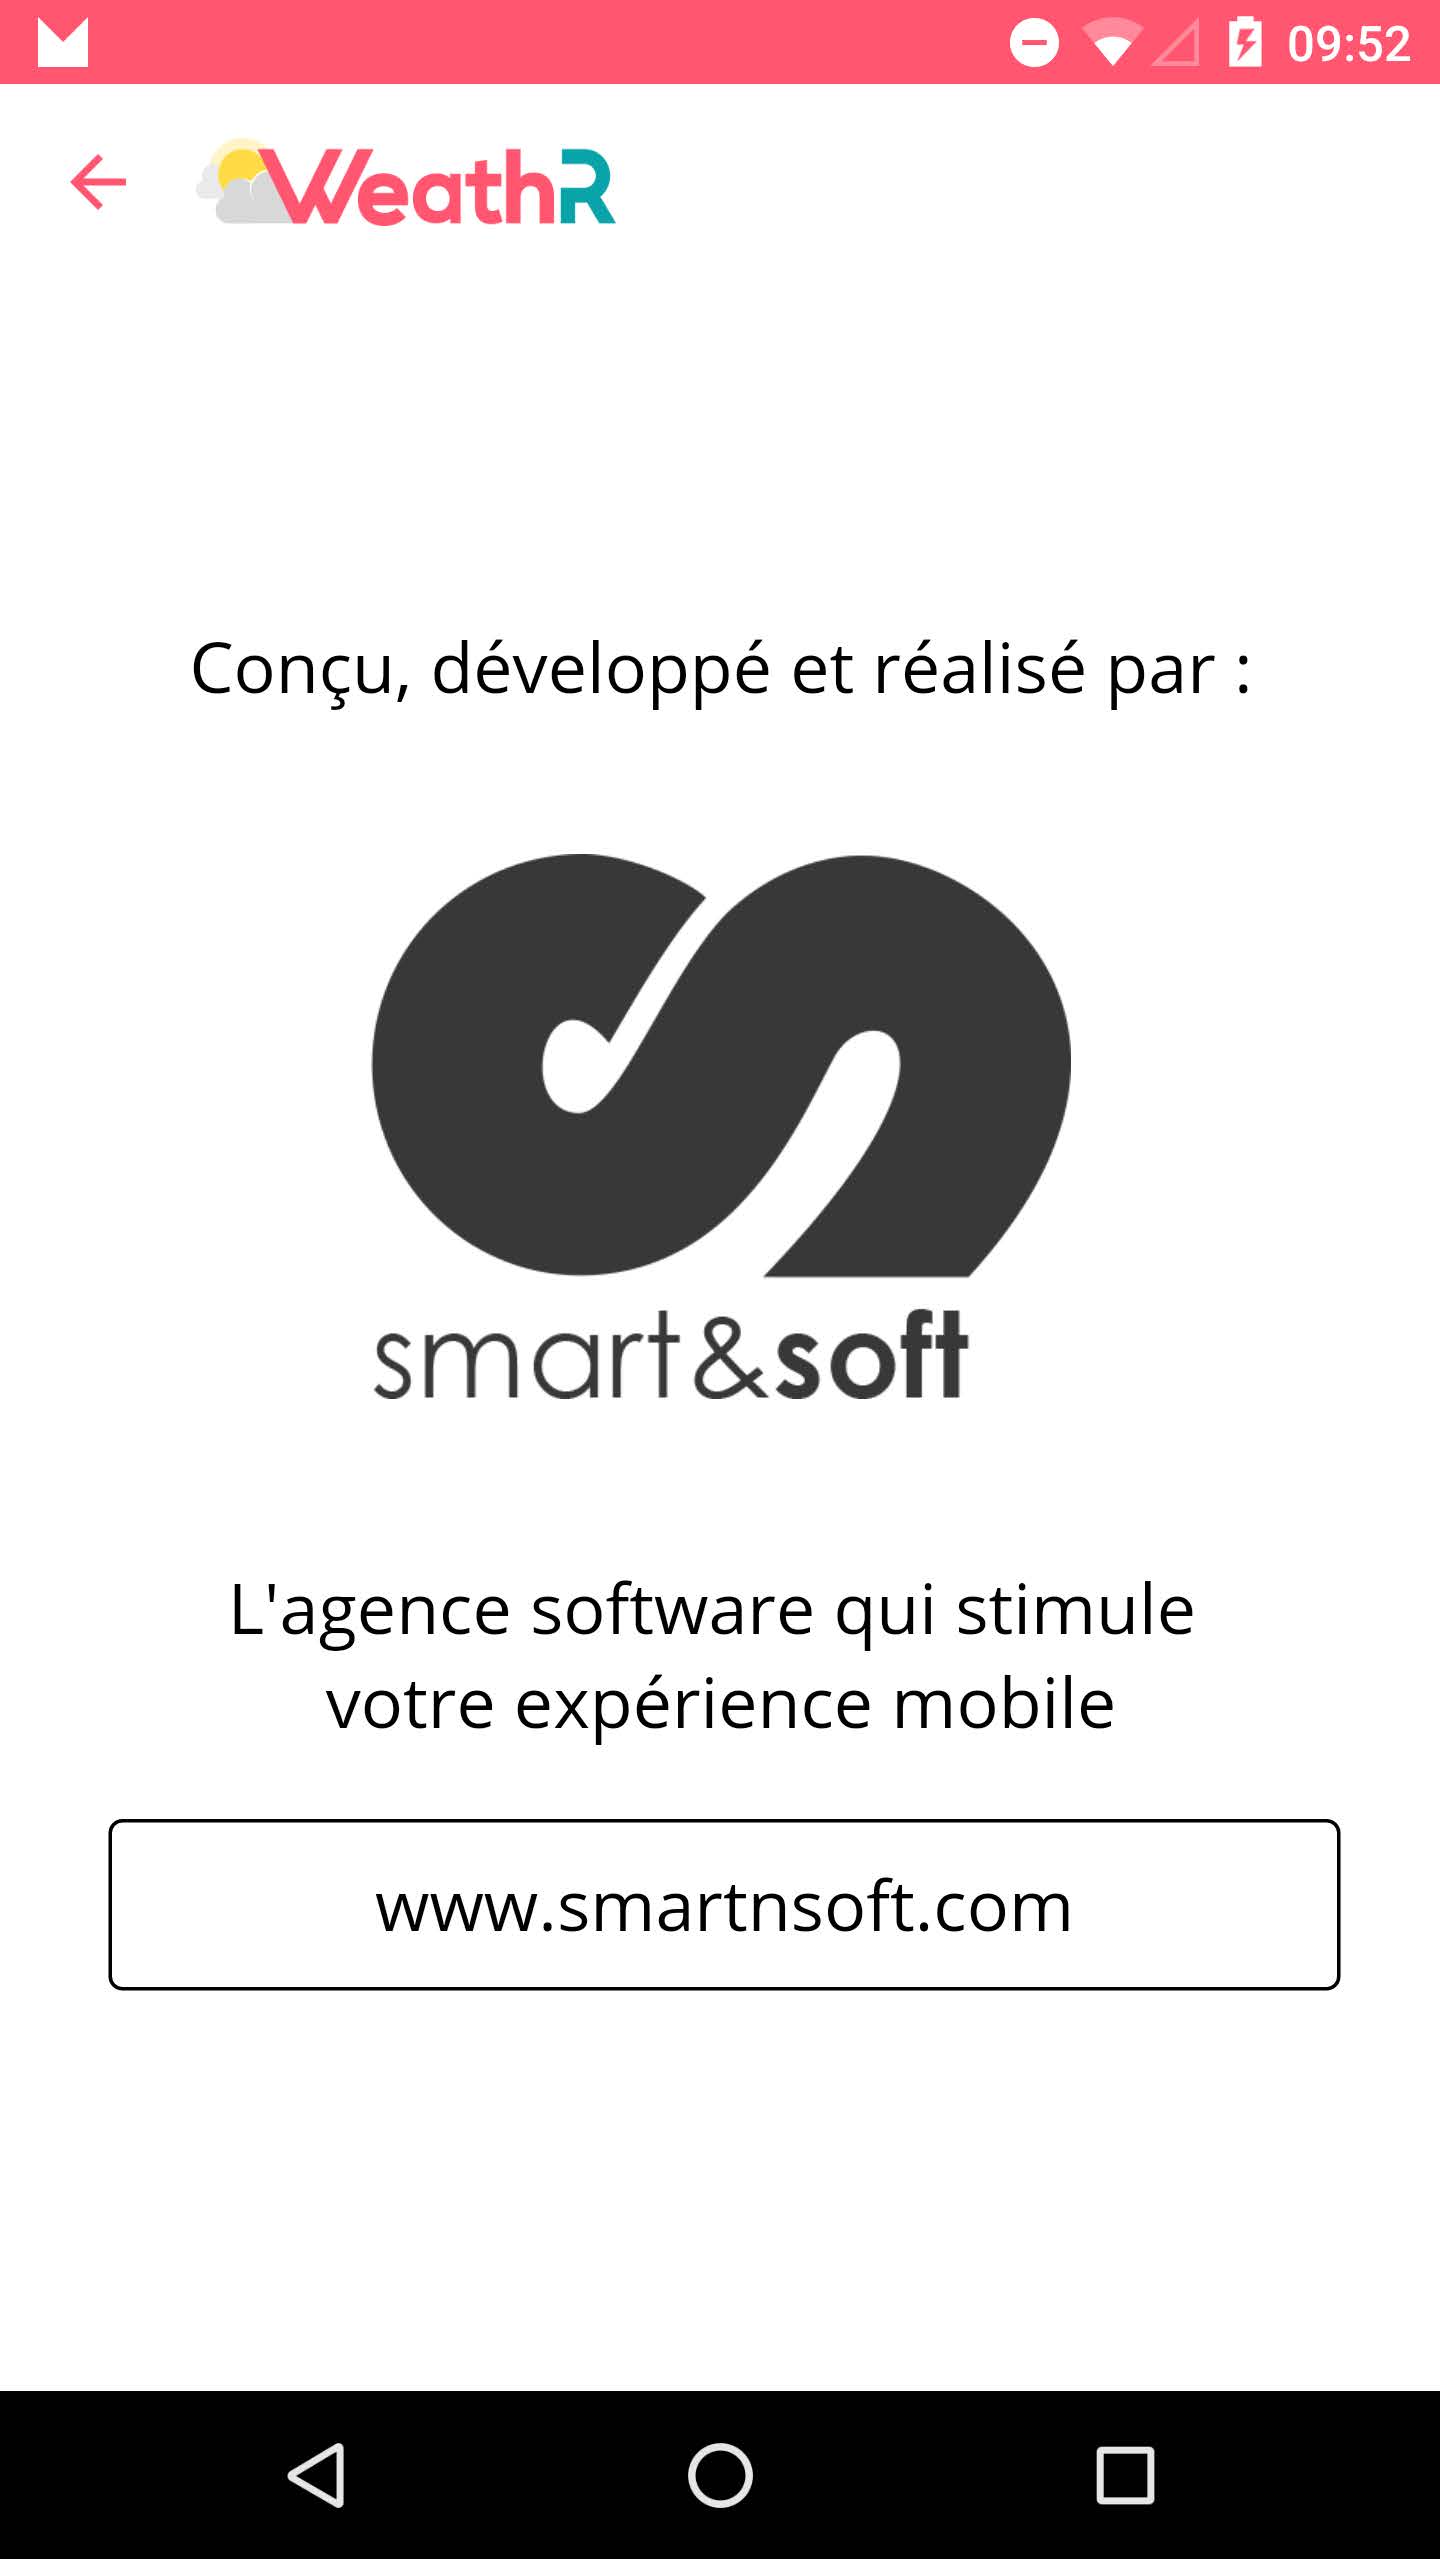 09:52
WeathR
Conçu, développé et réalisé par :
smart&soft
L'agence software qui stimule
votre expérience mobile
www.smartnsoft.com